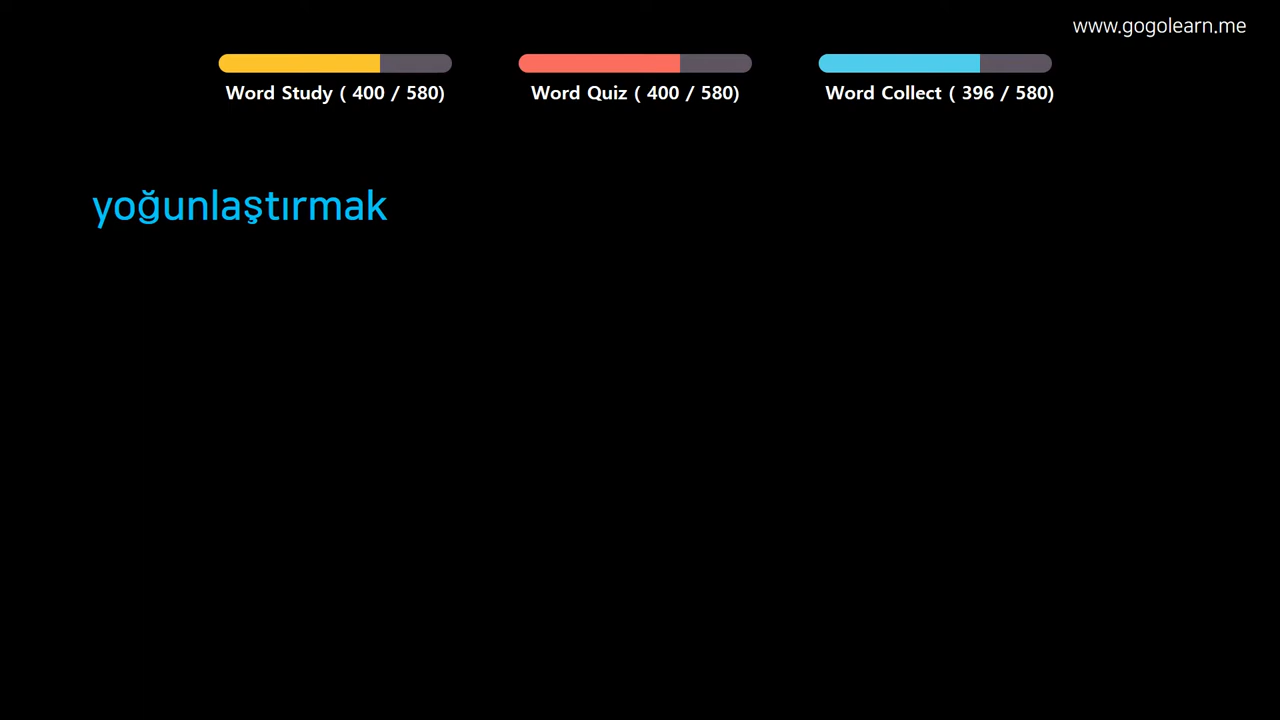 www.gogolearn.me
Word Study ( 400 / 580)
Word Quiz ( 400 / 580)
Word Collect ( 396 / 580)
yoğunlaştırmak